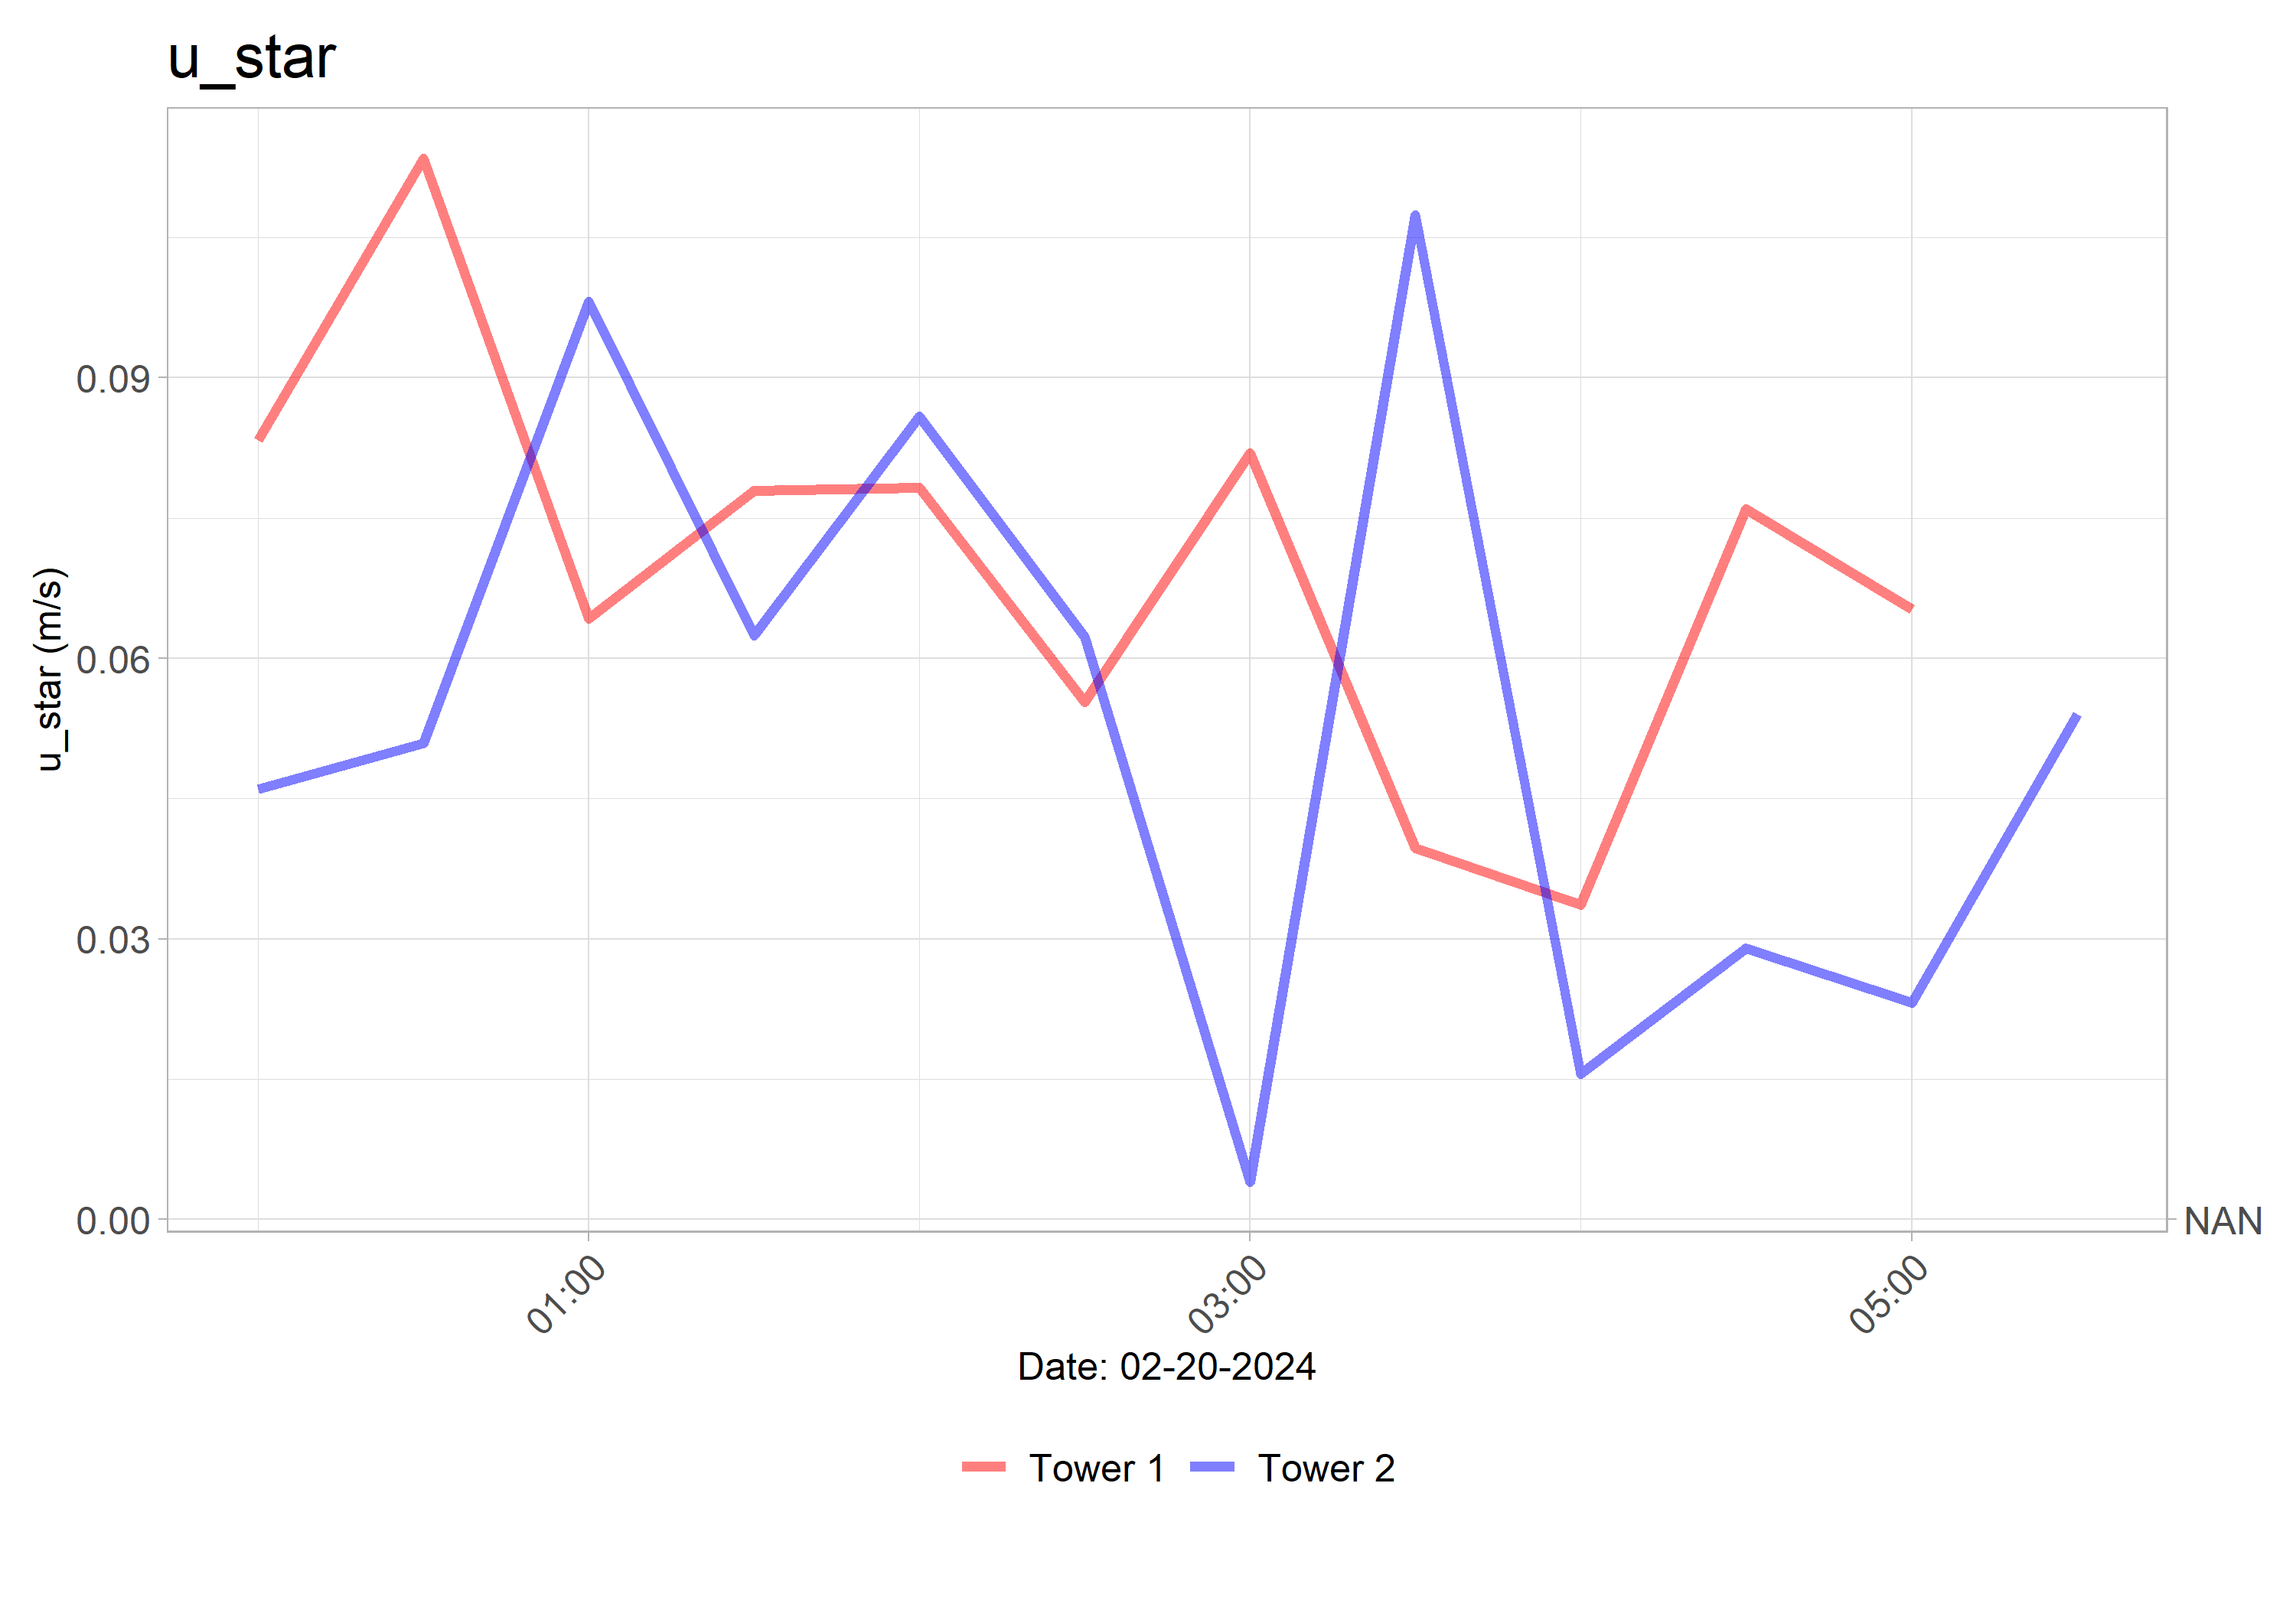 u_star
u_star (m/s)
0.09
0.06
0.03
0.00
NAN
01:00
03:00
05:00
Date: 02-20-2024
Tower 1
Tower 2